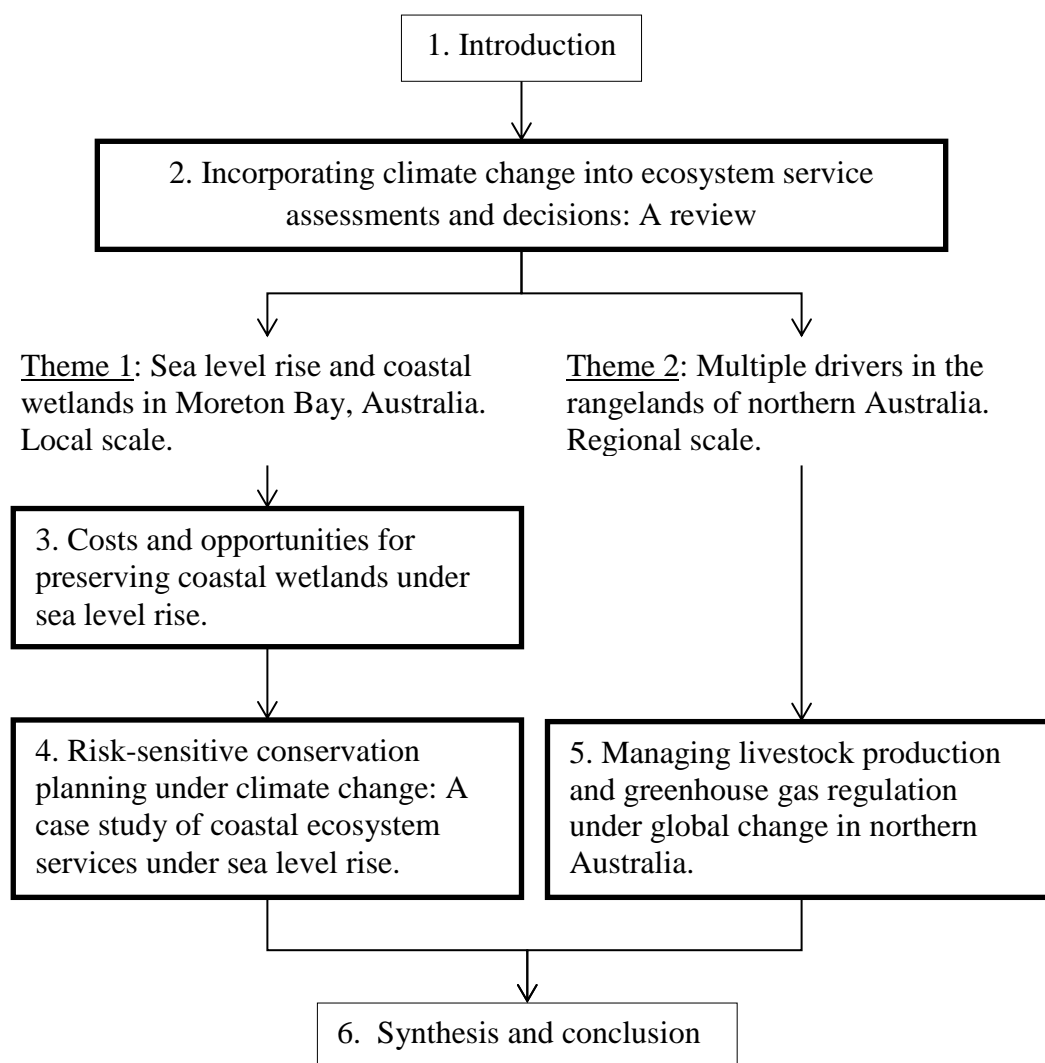 1. Introduction
2. Incorporating climate change into ecosystem service
assessments and decisions: A review
Theme 1: Sea level rise and coastal
wetlands in Moreton Bay, Australia.
Local scale.
Theme 2: Multiple drivers in the
rangelands of northern Australia.
Regional scale.
3. Costs and opportunities for
preserving coastal wetlands under
sea level rise.
4. Risk-sensitive conservation
planning under climate change: A
case study of coastal ecosystem
services under sea level rise.
5. Managing livestock production
and greenhouse gas regulation
under global change in northern
Australia.
6. Synthesis and conclusion